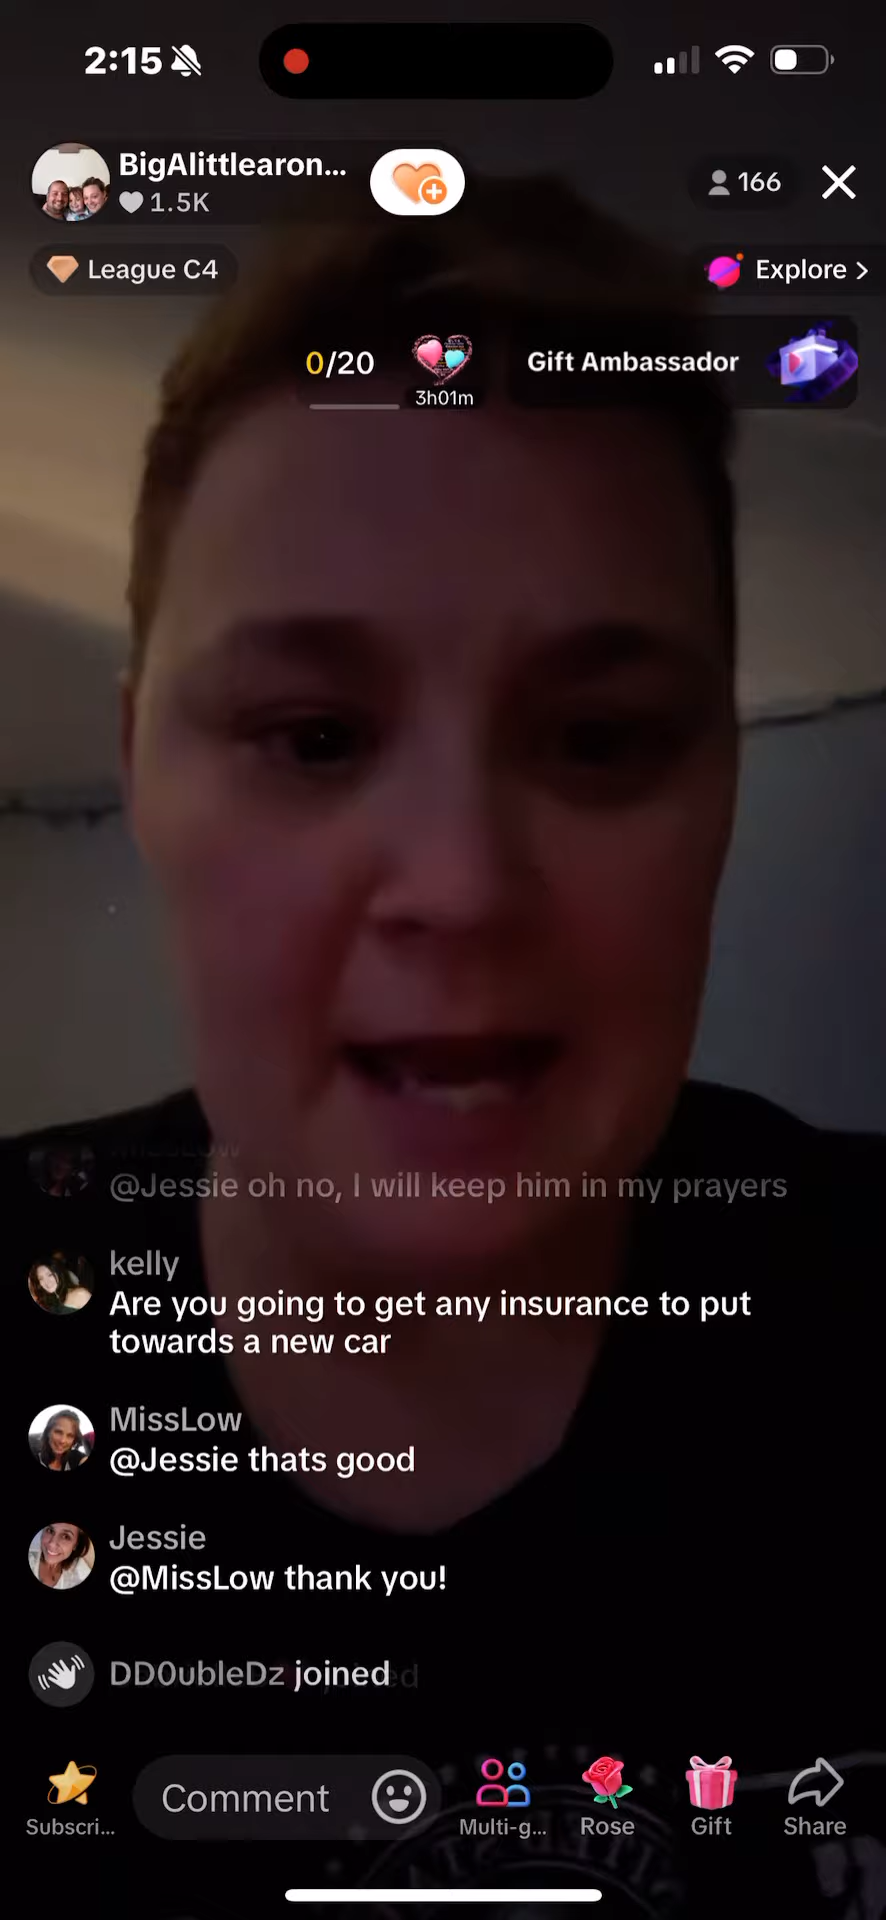 2:15
BigAlittlearon...
1.5K
166
League C4
Explore >
0/20
3h01m
Gift Ambassador
MissLow
@Jessie oh no, I will keep him in my prayers
kelly
Are you going to get any insurance to put
towards a new car
MissLow
@Jessie thats good
Jessie
@MissLow thank you!
DD0ubleDz joined
Comment
Subscri...
Multi-g...
Rose
Gift
Share